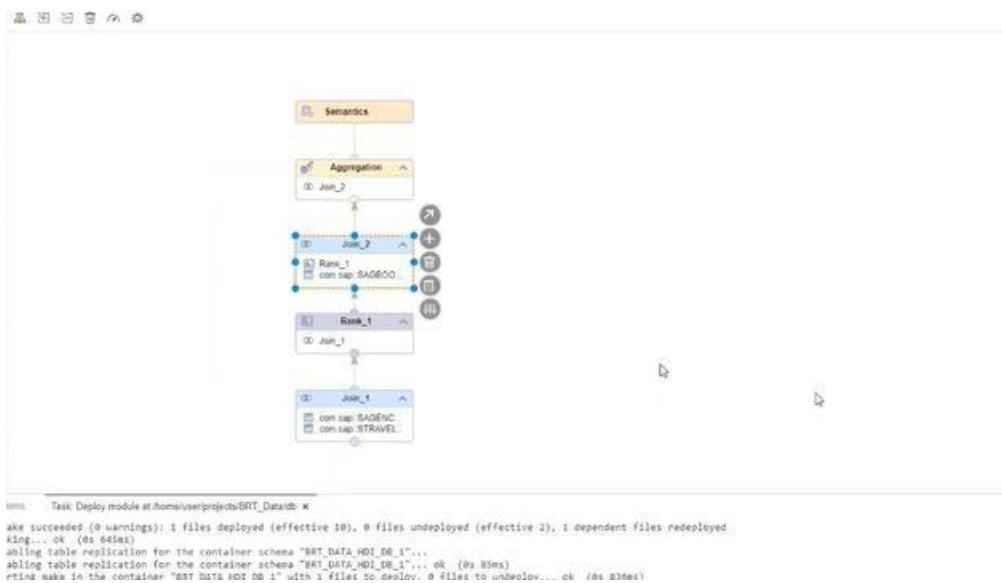 Semantics
Aggregation
Join_2
Join_2
Rank_1
com.sap::SAGBOO...
Rank_1
Join_1
Join_1
com.sap::SAGENC...
com.sap::STRAVEL...
ems Task: Deploy module at /home/user/projects/BRT_Data/db ×
ake succeeded (0 warnings): 1 files deployed (effective 10), 0 files undeployed (effective 2), 1 dependent files redeployed
king... ok (0s 645ms)
abling table replication for the container schema "BRT_DATA_HDI_DB_1"...
abling table replication for the container schema "BRT_DATA_HDI_DB_1"... ok (0s 85ms)
rting make in the container "BRT_DATA_HDI_DB_1" with 1 files to deploy, 0 files to undeploy... ok (0s 836ms)